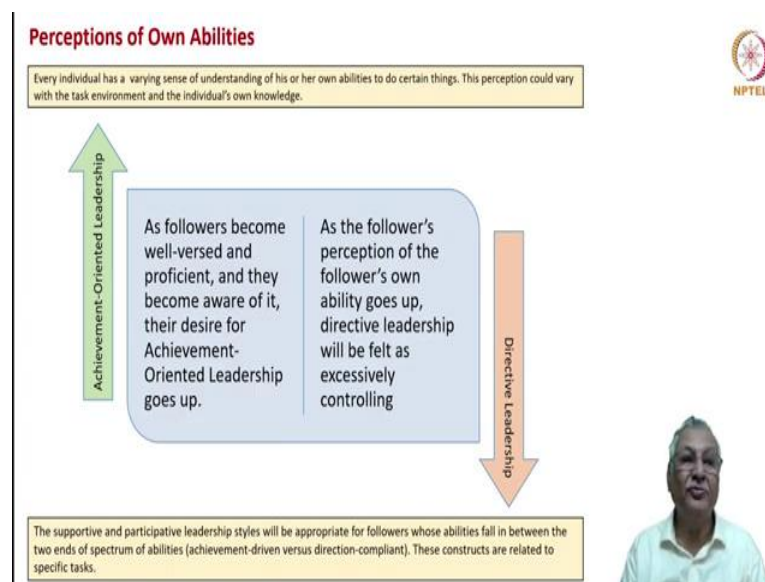 Perceptions of Own Abilities
NPTEL
Every individual has a varying sense of understanding of his or her own abilities to do certain things. This perception could vary
with the task environment and the individual's own knowledge.
Achievement-Oriented Leadership
As followers become
well-versed and
proficient, and they
become aware of it,
their desire for
Achievement-
Oriented Leadership
goes up.
As the follower's
perception of the
follower's own
ability goes up,
directive leadership
will be felt as
excessively
controlling
Directive Leadership
The supportive and participative leadership styles will be appropriate for followers whose abilities fall in between the
two ends of spectrum of abilities (achievement-driven versus direction-compliant). These constructs are related to
specific tasks.